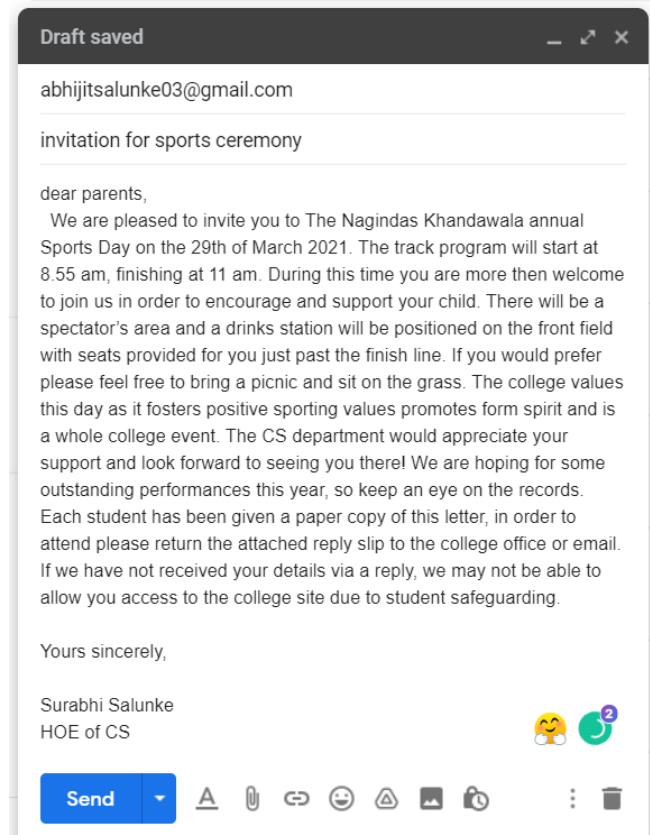 Draft saved
abhijitsalunke03@gmail.com
invitation for sports ceremony
dear parents,
We are pleased to invite you to The Nagindas Khandawala annual
Sports Day on the 29th of March 2021. The track program will start at
8.55 am, finishing at 11 am. During this time you are more then welcome
to join us in order to encourage and support your child. There will be a
spectator’s area and a drinks station will be positioned on the front field
with seats provided for you just past the finish line. If you would prefer
please feel free to bring a picnic and sit on the grass. The college values
this day as it fosters positive sporting values promotes form spirit and is
a whole college event. The CS department would appreciate your
support and look forward to seeing you there! We are hoping for some
outstanding performances this year, so keep an eye on the records.
Each student has been given a paper copy of this letter, in order to
attend please return the attached reply slip to the college office or email.
If we have not received your details via a reply, we may not be able to
allow you access to the college site due to student safeguarding.
Yours sincerely,
Surabhi Salunke
HOE of CS
2
Send